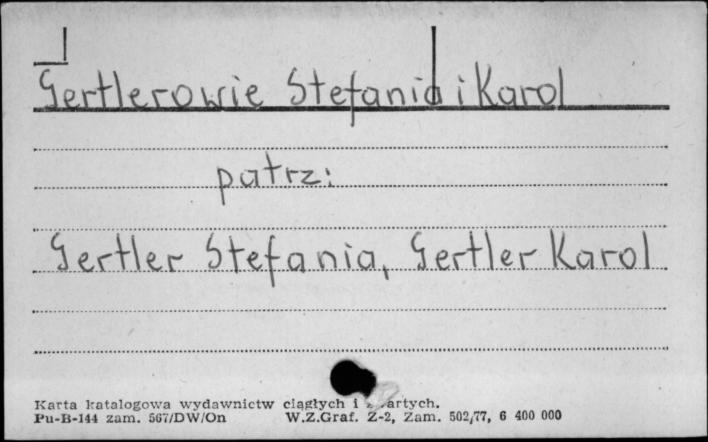 Gertlerowie Stefania i Karol
patrz:
Gertler Stefania, Gertler Karol
Karta katalogowa wydawnictw ciągłych i
Pu-B-144 zam. 567/DW/On W.Z.Graf. Z-2, Zam. 502/77, 6 400 000